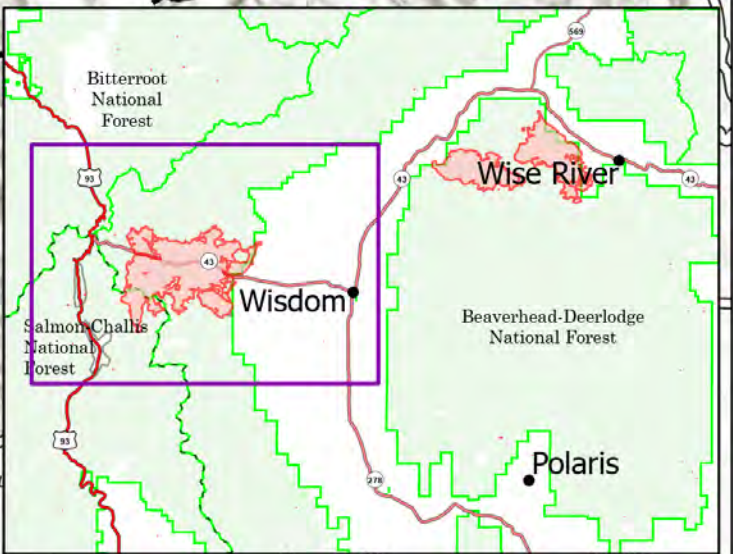 569
Bitterroot
National
Forest
93
43
Wise River
43
43
Wisdom
Salmon-Challis
National
Forest
Beaverhead-Deerlodge
National Forest
93
278
Polaris